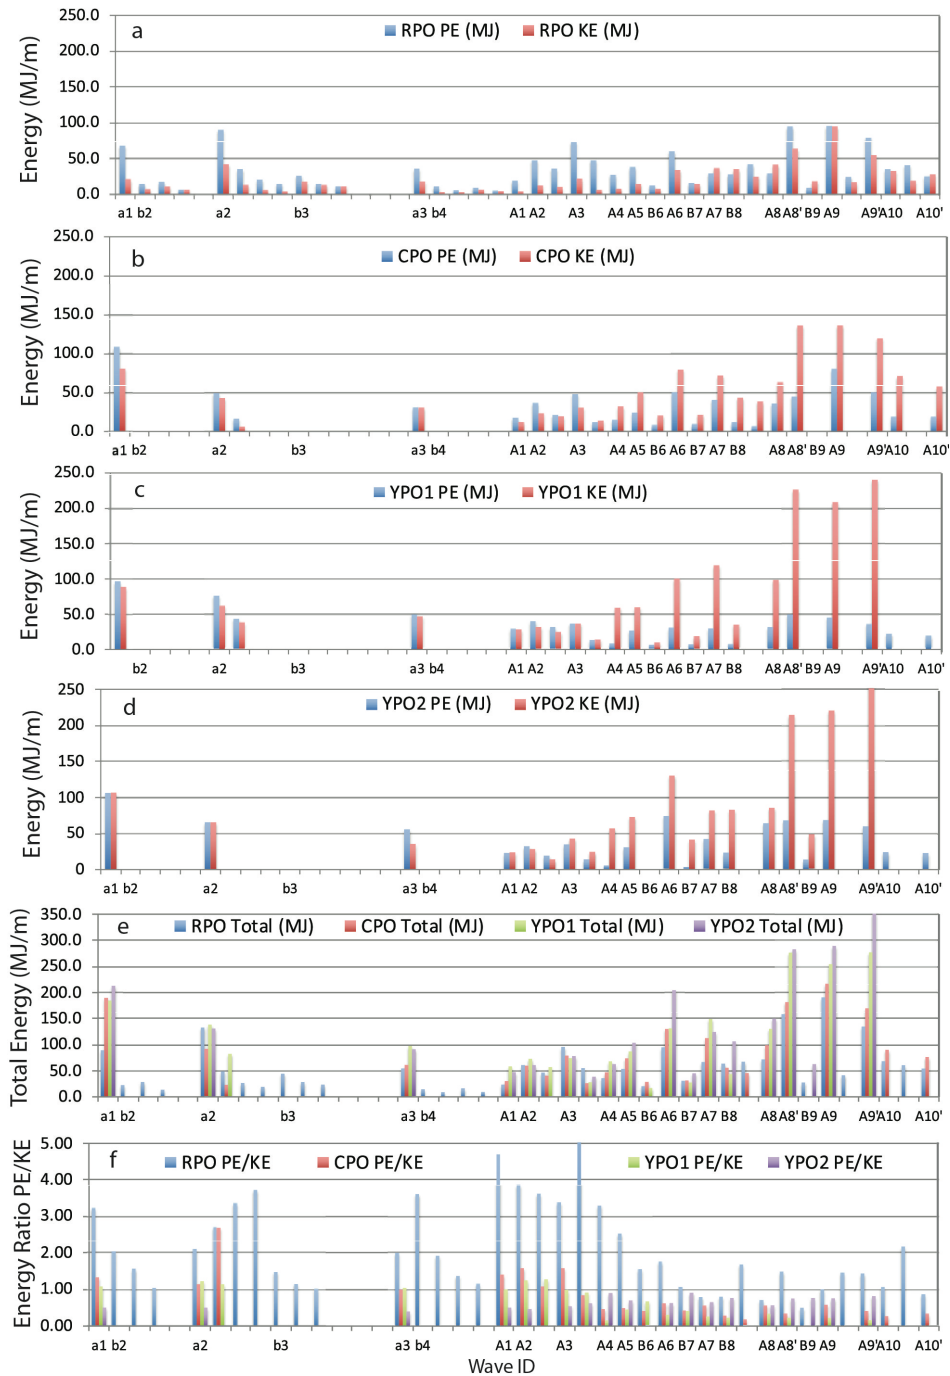 a
RPO PE (MJ) RPO KE (MJ)
Energy (MJ/m)
250.0
200.0
150.0
100.0
50.0
0.0
a1 b2 a2 b3 a3 b4 A1 A2 A3 A4 A5 B6 A6 B7 A7 B8 A8 A8' B9 A9 A9' A10 A10'
b
CPO PE (MJ) CPO KE (MJ)
Energy (MJ/m)
250.0
200.0
150.0
100.0
50.0
0.0
a1 b2 a2 b3 a3 b4 A1 A2 A3 A4 A5 B6 A6 B7 A7 B8 A8 A8' B9 A9 A9' A10 A10'
c
YPO1 PE (MJ) YPO1 KE (MJ)
Energy (MJ/m)
250.0
200.0
150.0
100.0
50.0
0.0
b2 a2 b3 a3 b4 A1 A2 A3 A4 A5 B6 A6 B7 A7 B8 A8 A8' B9 A9 A9' A10 A10'
d
YPO2 PE (MJ) YPO2 KE (MJ)
Energy (MJ/m)
250
200
150
100
50
0
a1 b2 a2 b3 a3 b4 A1 A2 A3 A4 A5 B6 A6 B7 A7 B8 A8 A8' B9 A9 A9' A10 A10'
e
RPO Total (MJ) CPO Total (MJ) YPO1 Total (MJ) YPO2 Total (MJ)
Total Energy (MJ/m)
350.0
300.0
250.0
200.0
150.0
100.0
50.0
0.0
a1 b2 a2 b3 a3 b4 A1 A2 A3 A4 A5 B6 A6 B7 A7 B8 A8 A8' B9 A9 A9' A10 A10'
f
RPO PE/KE CPO PE/KE YPO1 PE/KE YPO2 PE/KE
Energy Ratio PE/KE
5.00
4.00
3.00
2.00
1.00
0.00
a1 b2 a2 b3 a3 b4 A1 A2 A3 A4 A5 B6 A6 B7 A7 B8 A8 A8' B9 A9 A9' A10 A10'
Wave ID